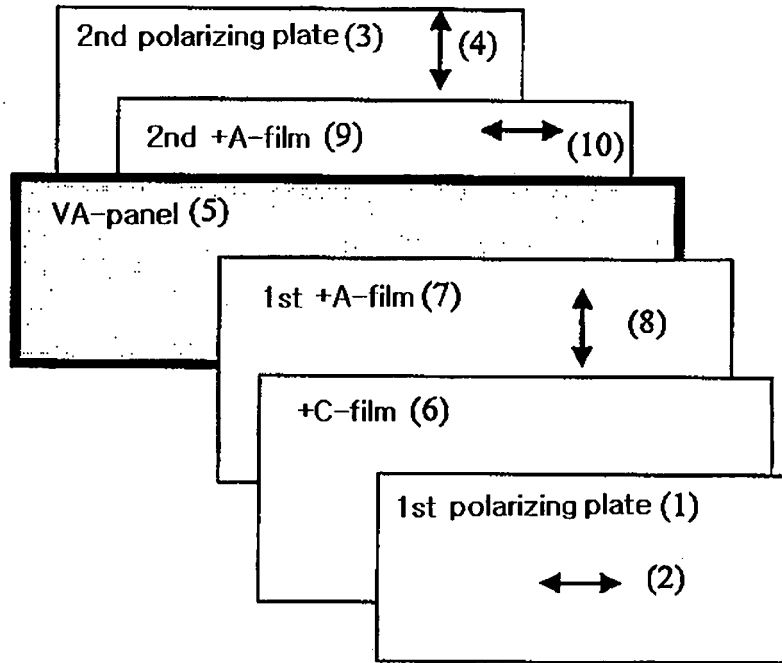 2nd polarizing plate (3)
(4)
2nd +A-film (9)
(10)
VA-panel (5)
1st +A-film (7)
(8)
+C-film (6)
1st polarizing plate (1)
(2)